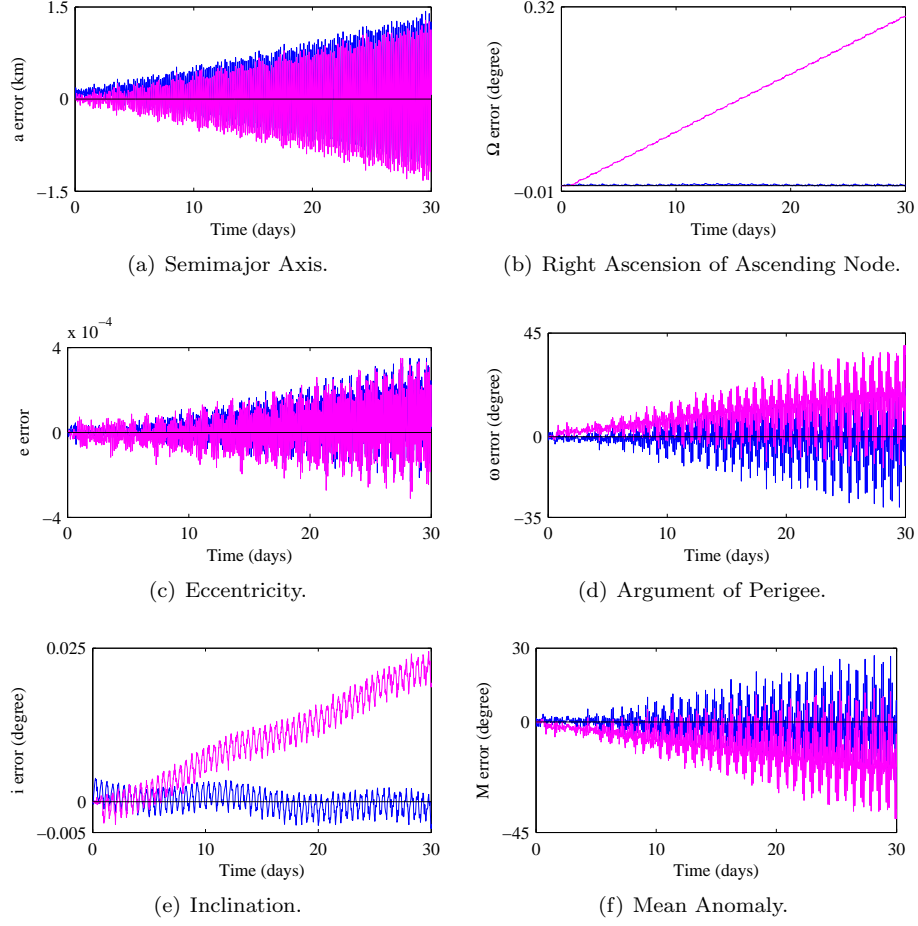 1.5
0
−1.5
a error (km)
0 10 20 30
Time (days)
(a) Semimajor Axis.
0.32
−0.01
Ω error (degree)
0 10 20 30
Time (days)
(b) Right Ascension of Ascending Node.
x 10−4
4
0
−4
e error
0 10 20 30
Time (days)
(c) Eccentricity.
45
0
−35
ω error (degree)
0 10 20 30
Time (days)
(d) Argument of Perigee.
0.025
0
−0.005
i error (degree)
0 10 20 30
Time (days)
(e) Inclination.
30
0
−45
M error (degree)
0 10 20 30
Time (days)
(f) Mean Anomaly.